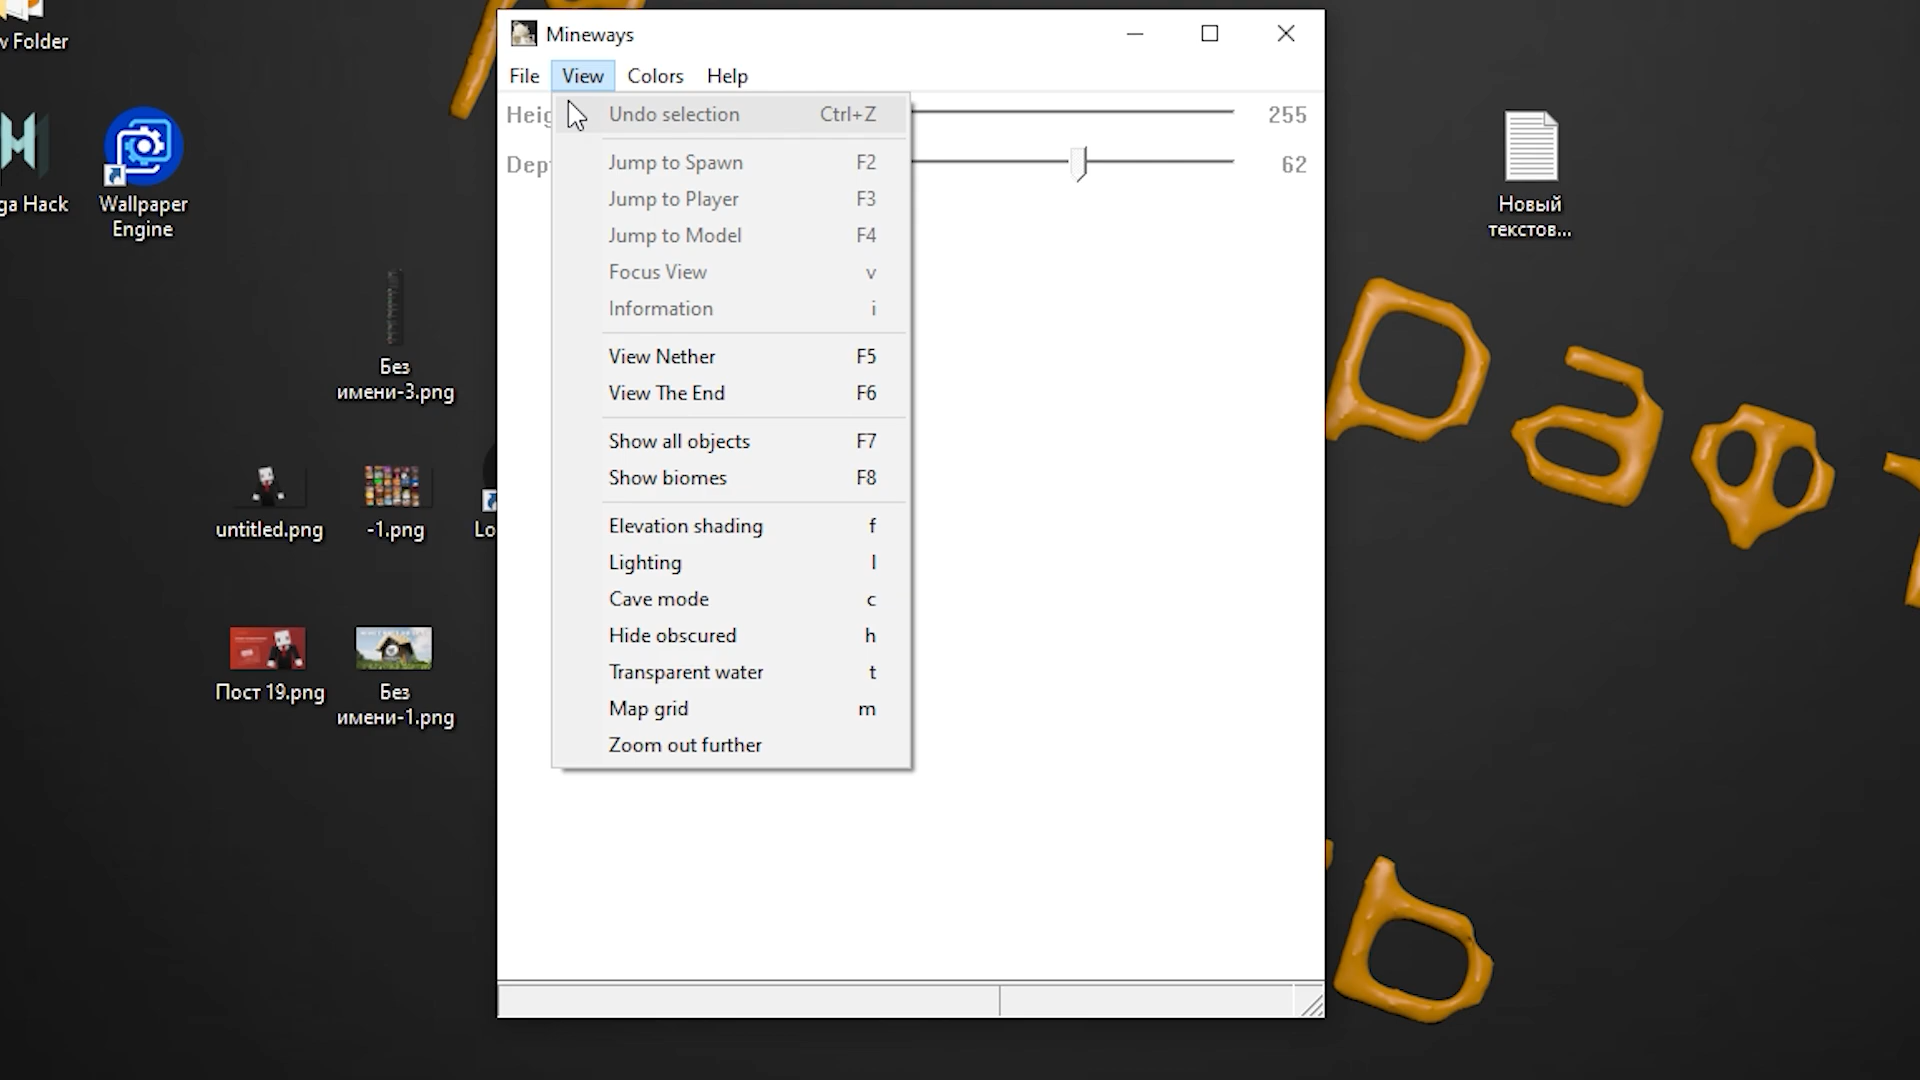 w Folder
ga Hack
Wallpaper
Engine
Без
имени-3.png
untitled.png
-1.png
Lo
Пост 19.png
Без
имени-1.png
Mineways
File View Colors Help
Heig 255
Dept 62
Undo selection Ctrl+Z
Jump to Spawn F2
Jump to Player F3
Jump to Model F4
Focus View v
Information i
View Nether F5
View The End F6
Show all objects F7
Show biomes F8
Elevation shading f
Lighting l
Cave mode c
Hide obscured h
Transparent water t
Map grid m
Zoom out further
Новый
текстов...